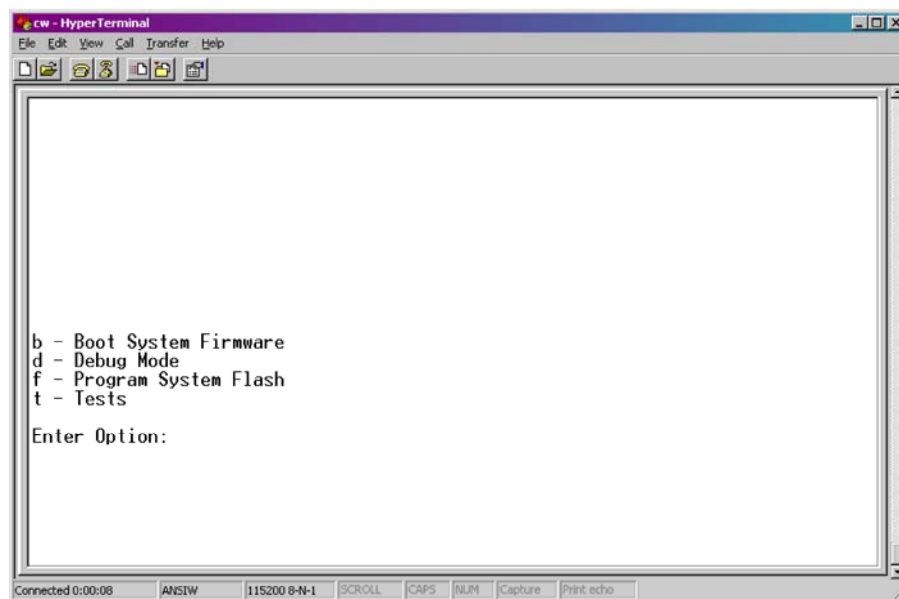 cw - HyperTerminal
File Edit View Call Transfer Help
b - Boot System Firmware
d - Debug Mode
f - Program System Flash
t - Tests
Enter Option:
Connected 0:00:08 ANSIW 115200 8-N-1 SCROLL CAPS NUM Capture Print echo